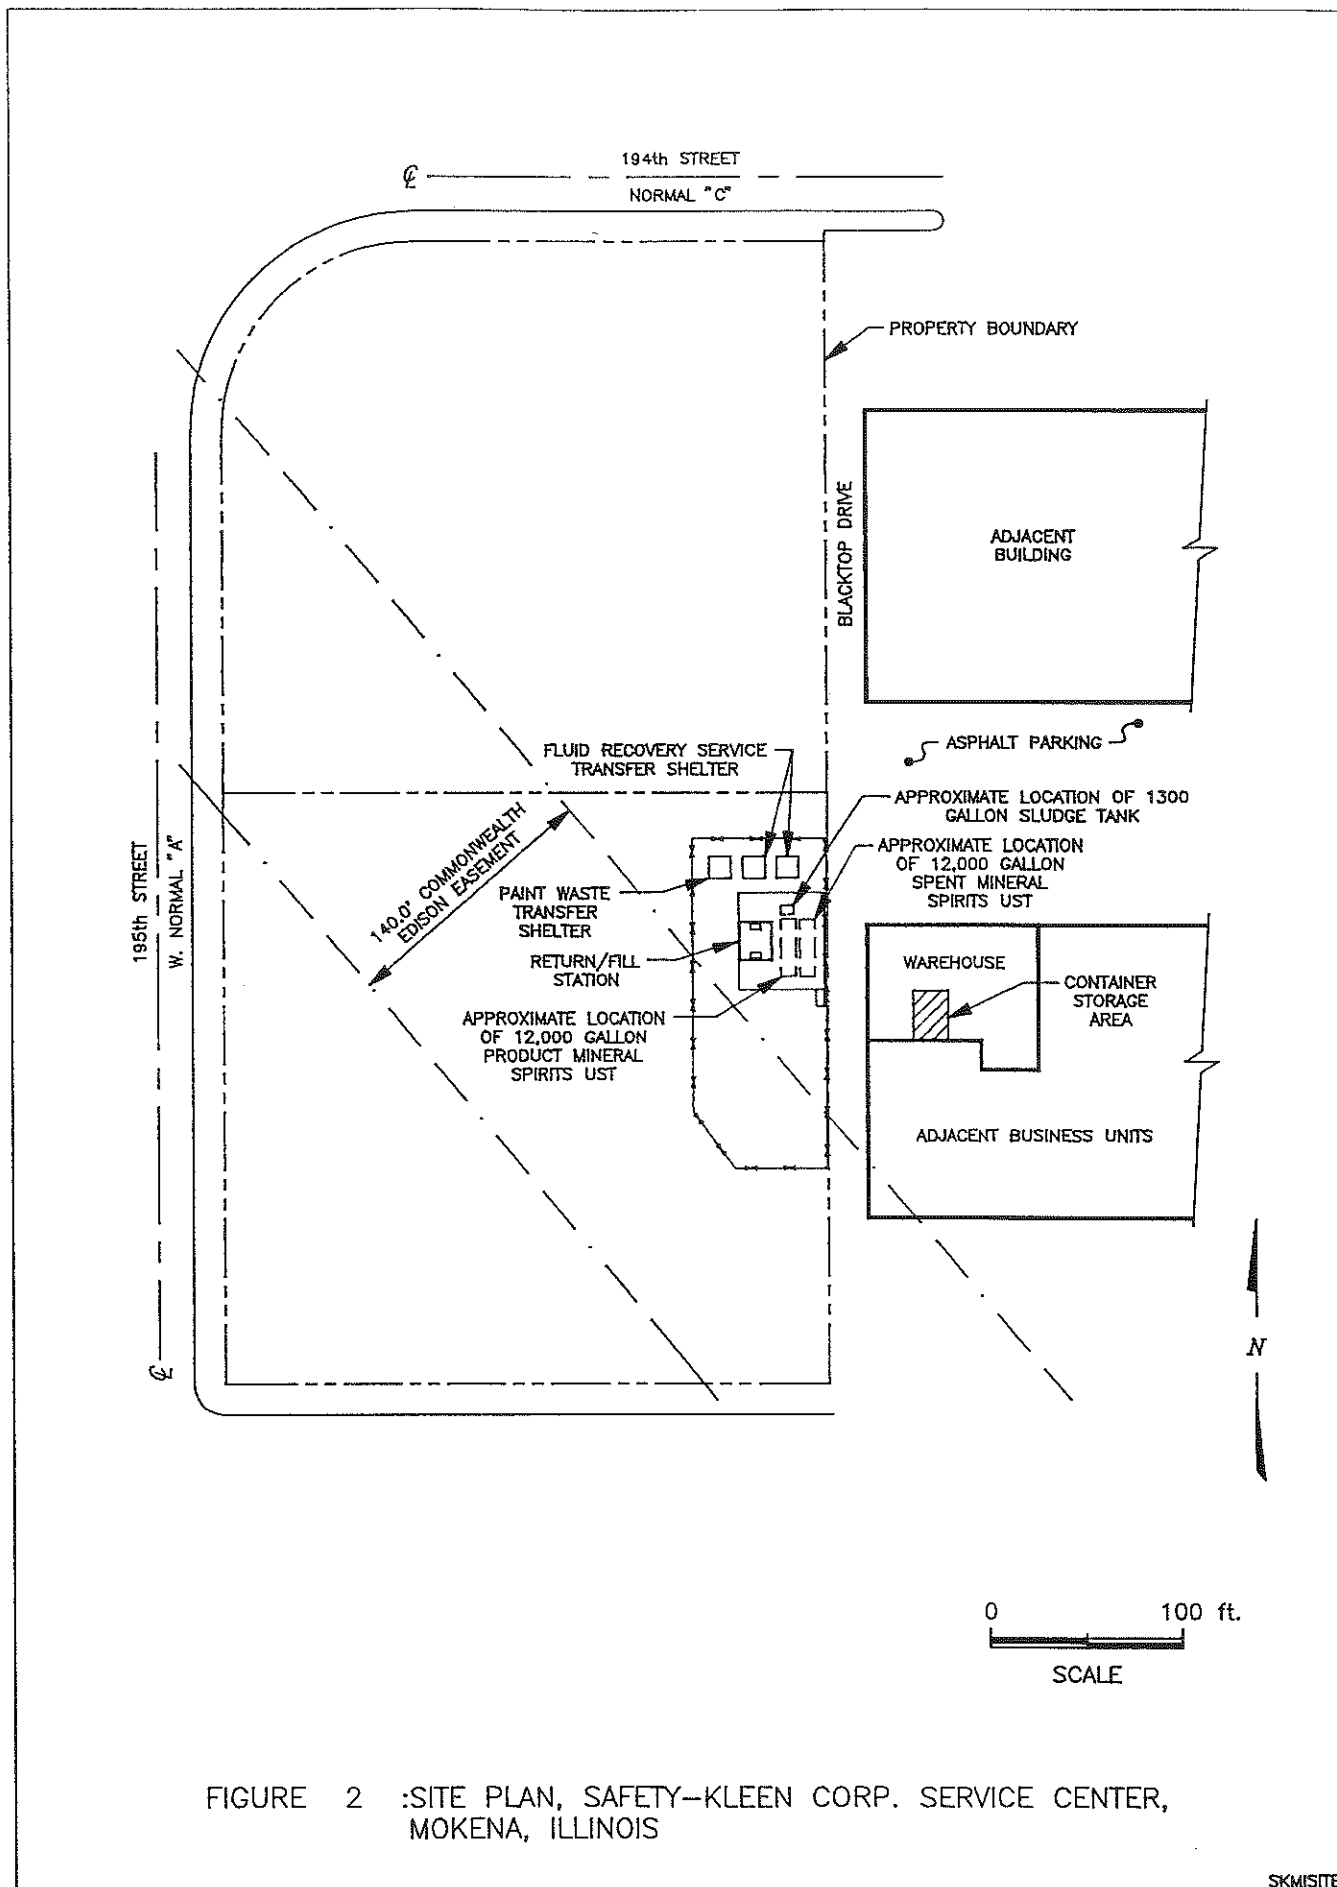 ℄
194th STREET
NORMAL "C"
PROPERTY BOUNDARY
BLACKTOP DRIVE
ADJACENT
BUILDING
ASPHALT PARKING
FLUID RECOVERY SERVICE
TRANSFER SHELTER
APPROXIMATE LOCATION OF 1300
GALLON SLUDGE TANK
APPROXIMATE LOCATION
OF 12,000 GALLON
SPENT MINERAL
SPIRITS UST
140.0' COMMONWEALTH
EDISON EASEMENT
195th STREET
W. NORMAL "A"
℄
PAINT WASTE
TRANSFER
SHELTER
RETURN/FILL
STATION
APPROXIMATE LOCATION
OF 12,000 GALLON
PRODUCT MINERAL
SPIRITS UST
WAREHOUSE
CONTAINER
STORAGE
AREA
ADJACENT BUSINESS UNITS
N
0 100 ft.
SCALE
FIGURE 2 :SITE PLAN, SAFETY-KLEEN CORP. SERVICE CENTER,
MOKENA, ILLINOIS
SKMISITE